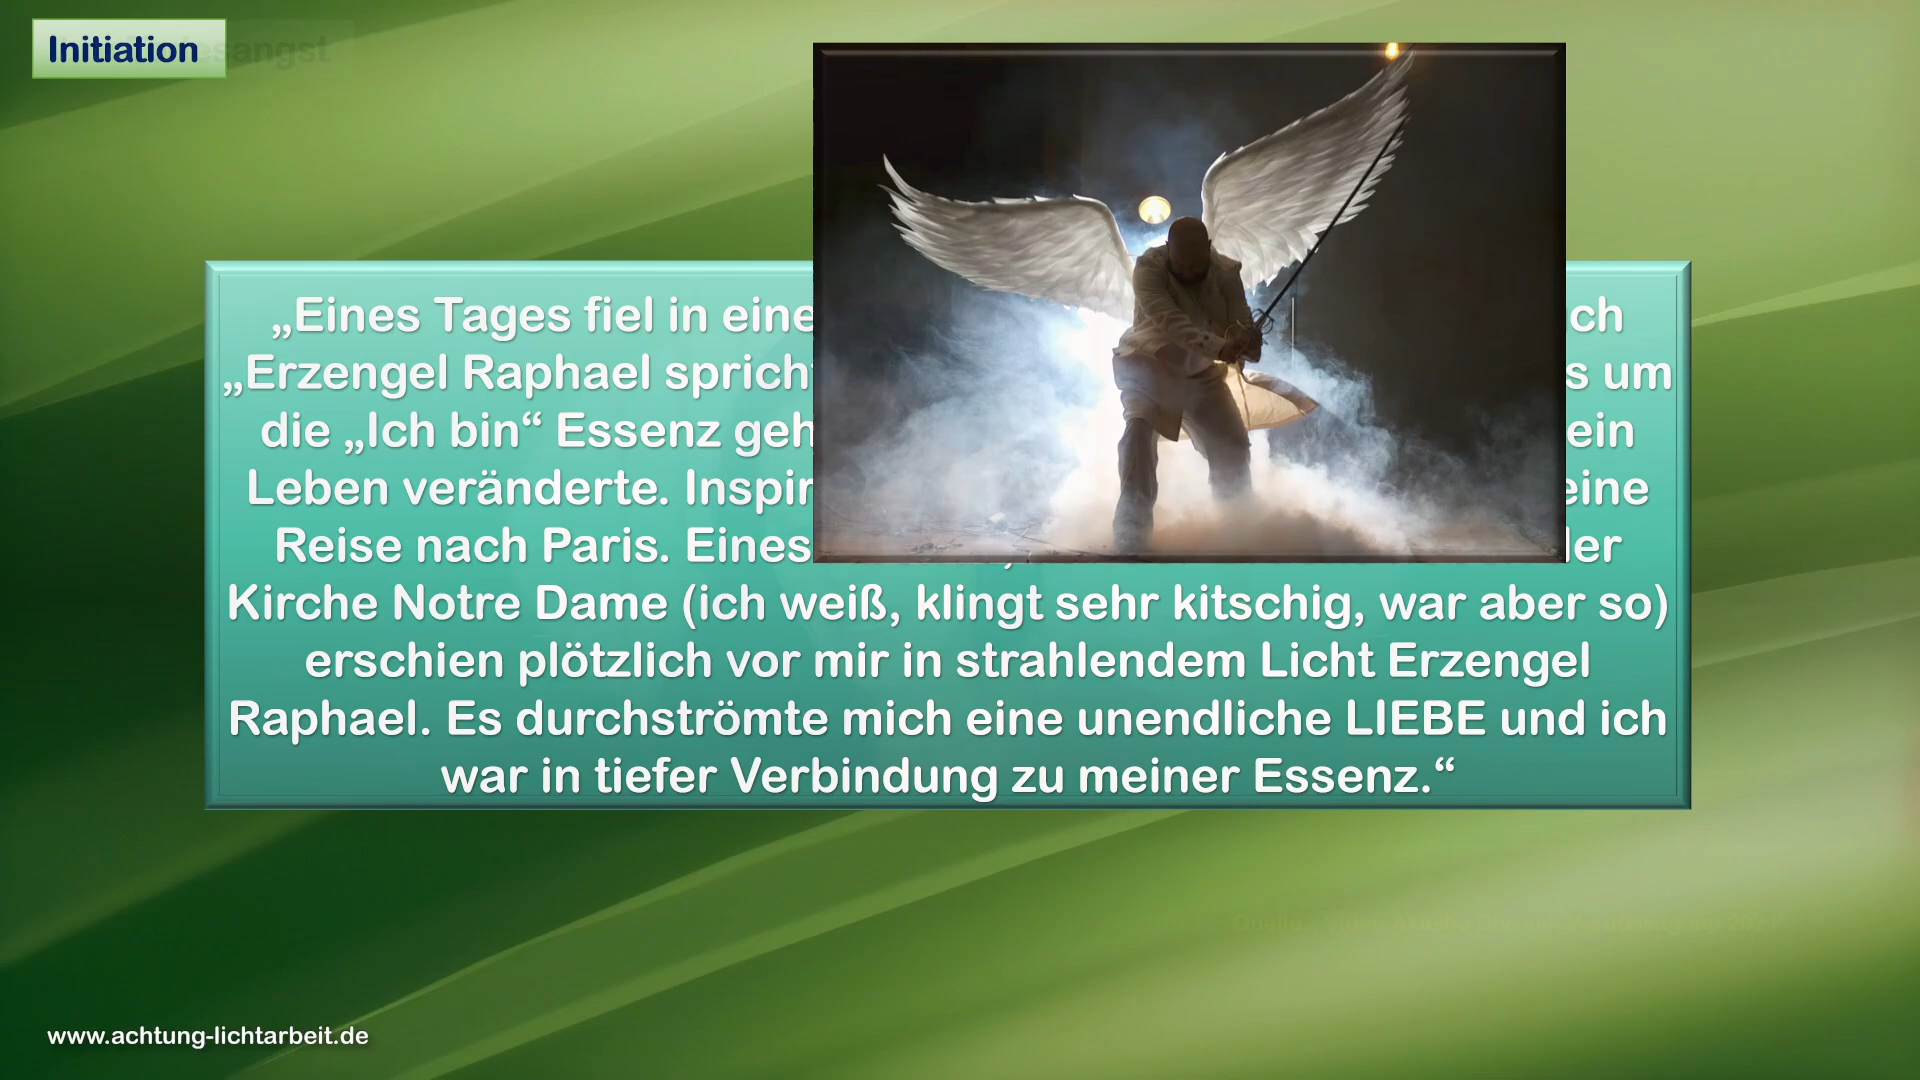 Initiation
„Eines Tages fiel in eine ch
„Erzengel Raphael sprich s um
die „Ich bin“ Essenz geh ein
Leben veränderte. Inspir eine
Reise nach Paris. Eines der
Kirche Notre Dame (ich weiß, klingt sehr kitschig, war aber so)
erschien plötzlich vor mir in strahlendem Licht Erzengel
Raphael. Es durchströmte mich eine unendliche LIEBE und ich
war in tiefer Verbindung zu meiner Essenz.“
www.achtung-lichtarbeit.de